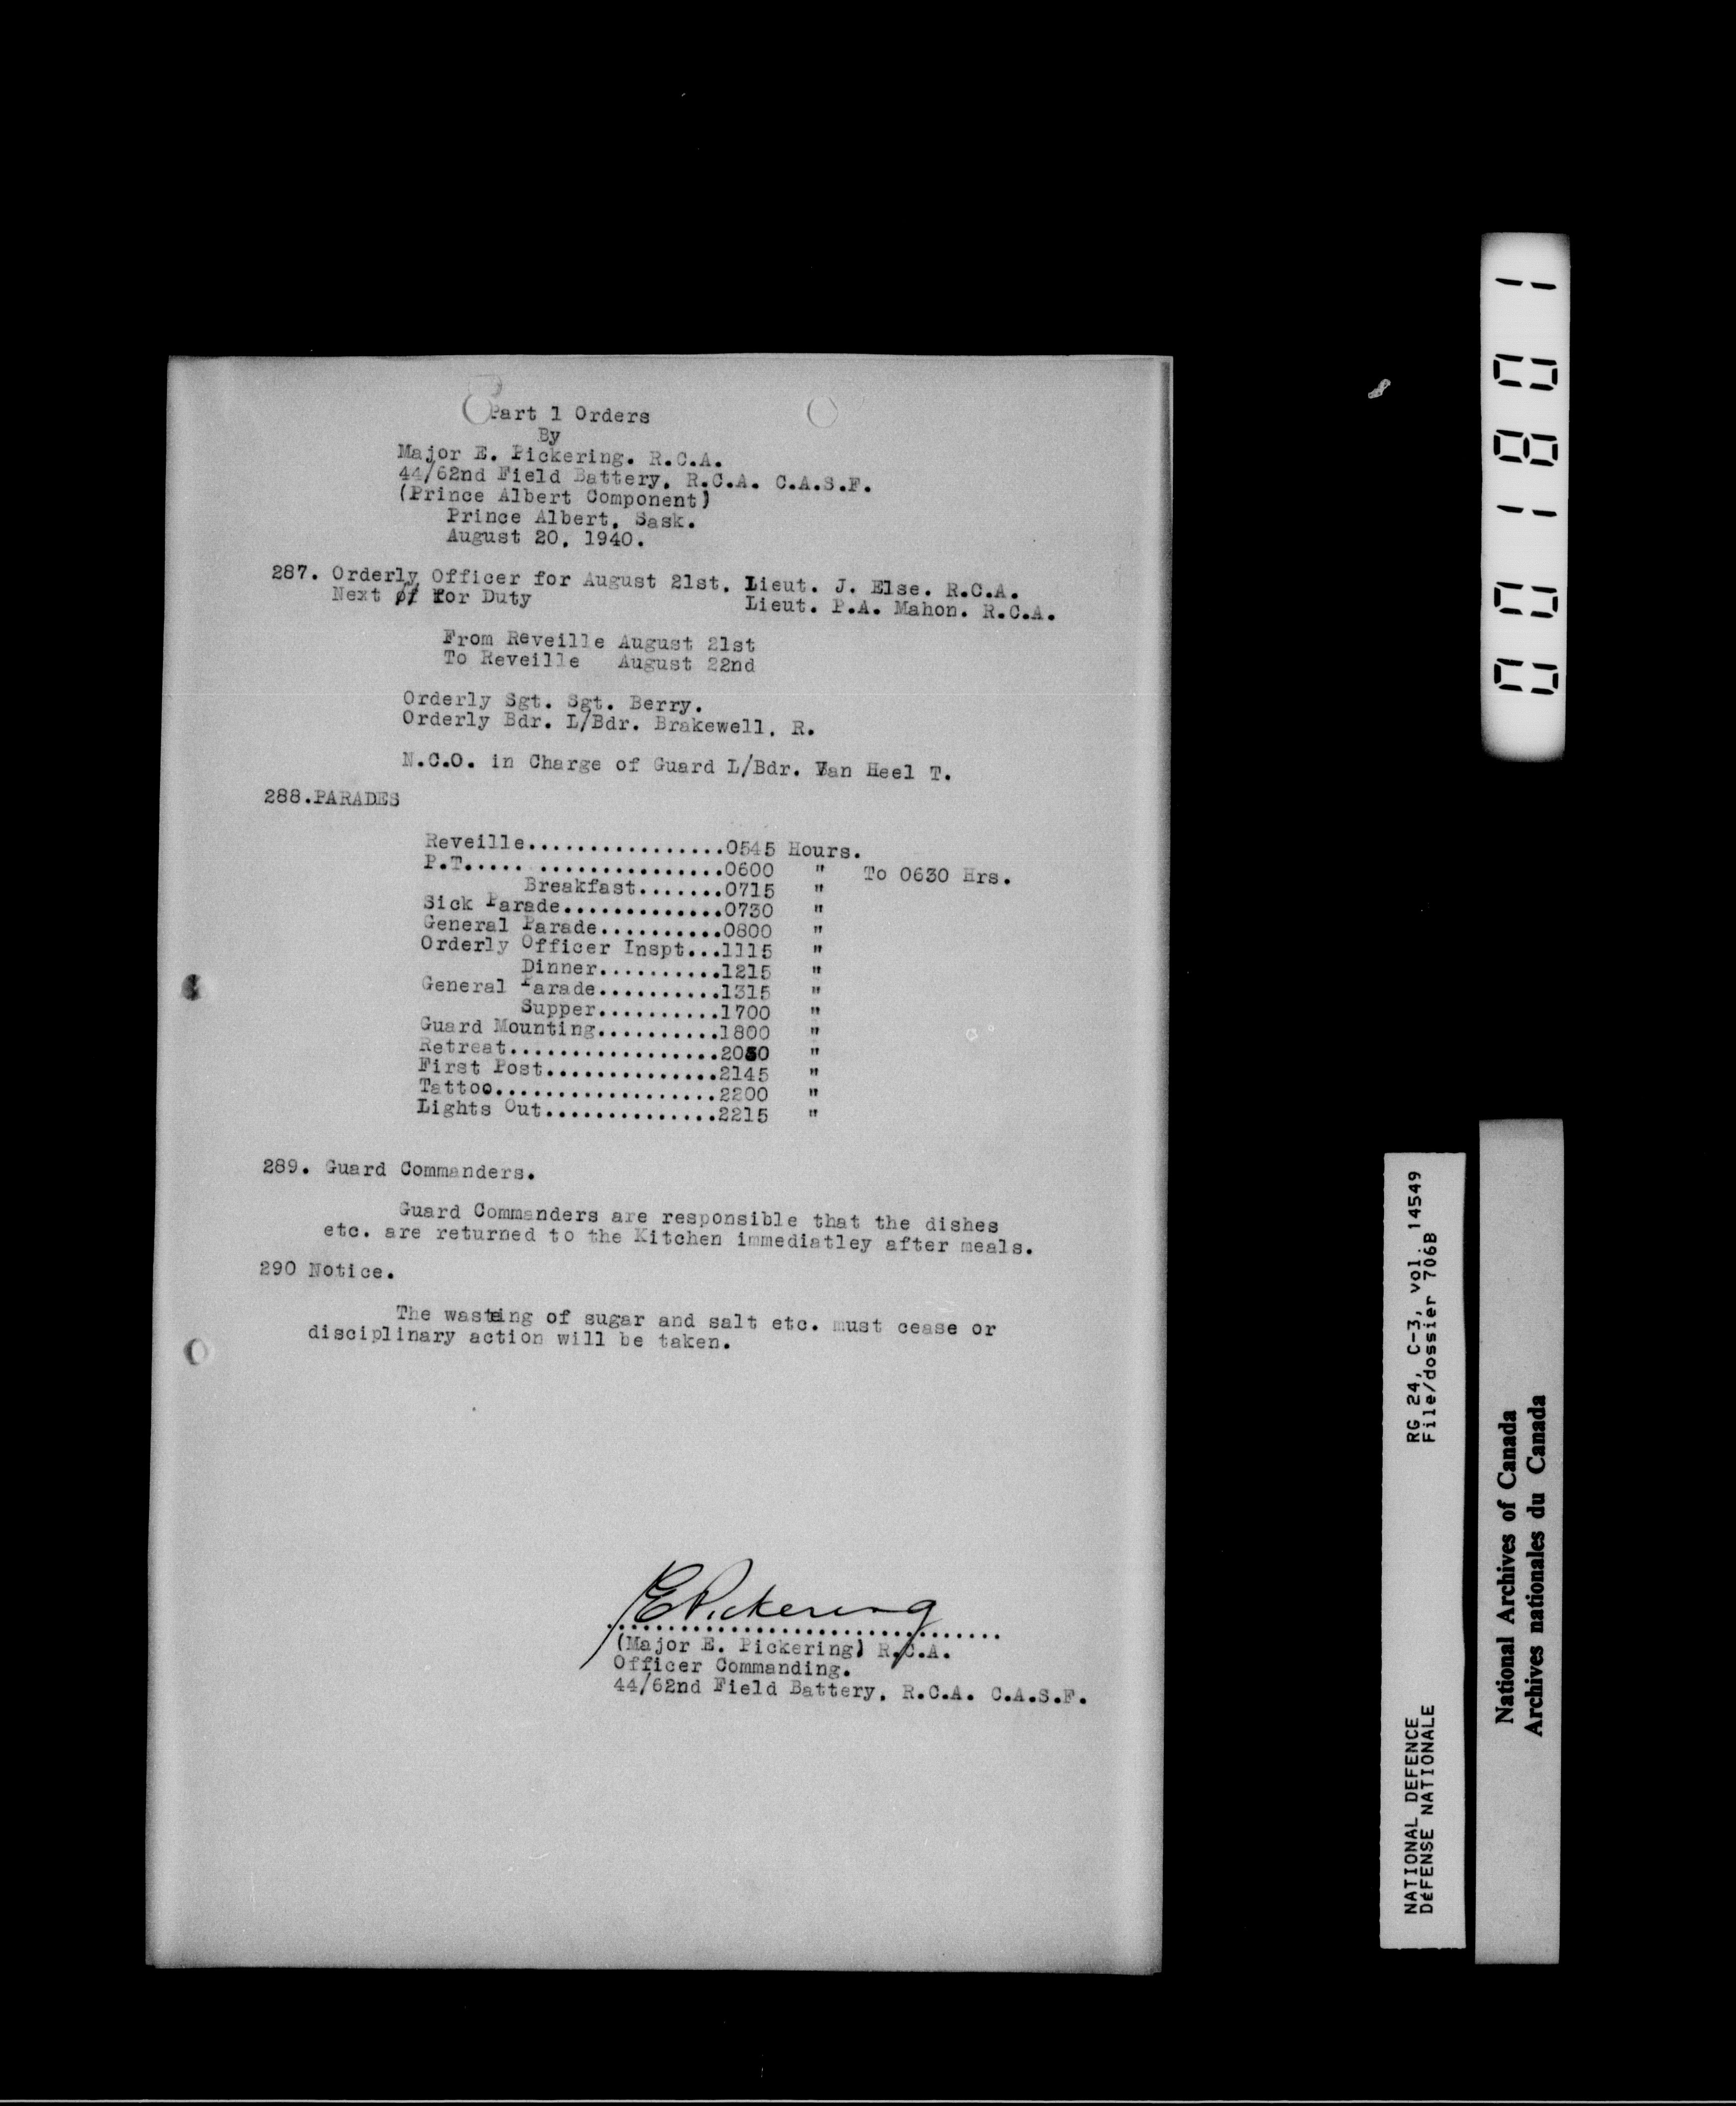 Part 1 Orders
By
Major E. Pickering. R.C.A.
44/62nd Field Battery, R.C.A. C.A.S.F.
(Prince Albert Component)
Prince Albert, Sask.
August 20, 1940.
287. Orderly Officer for August 21st, Lieut. J. Else. R.C.A.
Next for Duty Lieut. P.A. Mahon. R.C.A.
From Reveille August 21st
To Reveille August 22nd
Orderly Sgt. Sgt. Berry.
Orderly Bdr. L/Bdr. Brakewell, R.
N.C.O. in Charge of Guard L/Bdr. Van Heel T.
288.PARADES
Reveille................0545 Hours.
P.T..... ...............0600 " To 0630 Hrs.
Breakfast.......0715 "
Sick Parade.............0730 "
General Parade..........0800 "
Orderly Officer Inspt...1115 "
Dinner..........1215 "
General Parade..........1315 "
Supper..........1700 "
Guard Mounting..........1800 "
Retreat................. "
First Post..............2145 "
Tattoo..................2200 "
Lights Out..............2215 "
289. Guard Commanders.
Guard Commanders are responsible that the dishes
etc. are returned to the Kitchen immediatley after meals.
290 Notice.
The wasting of sugar and salt etc. must cease or
disciplinary action will be taken.
E Pickering
(Major E. Pickering) R.C.A.
Officer Commanding.
44/62nd Field Battery, R.C.A. C.A.S.F.
001801
RG 24, C-3, vol. 14549
File/dossier 706B
NATIONAL DEFENCE
DÉFENSE NATIONALE
National Archives of Canada
Archives nationales du Canada